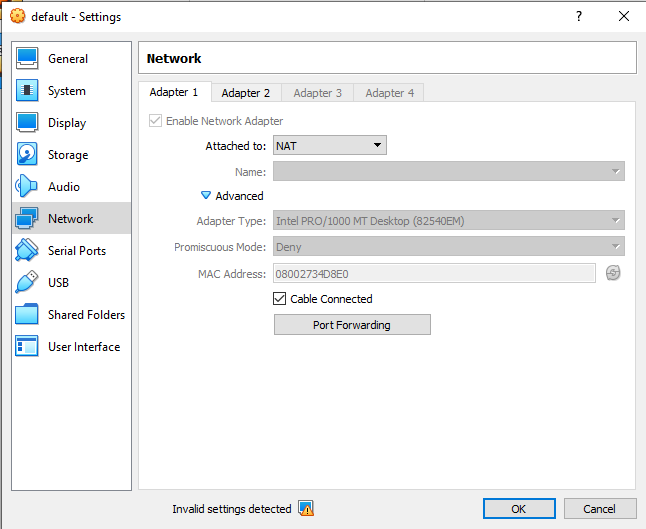 default - Settings
?
General
System
Display
Storage
Audio
Network
Serial Ports
USB
Shared Folders
User Interface
Network
Adapter 1 Adapter 2 Adapter 3 Adapter 4
Enable Network Adapter
Attached to: NAT
Name:
Advanced
Adapter Type: Intel PRO/1000 MT Desktop (82540EM)
Promiscuous Mode: Deny
MAC Address: 08002734D8E0
Cable Connected
Port Forwarding
Invalid settings detected OK Cancel